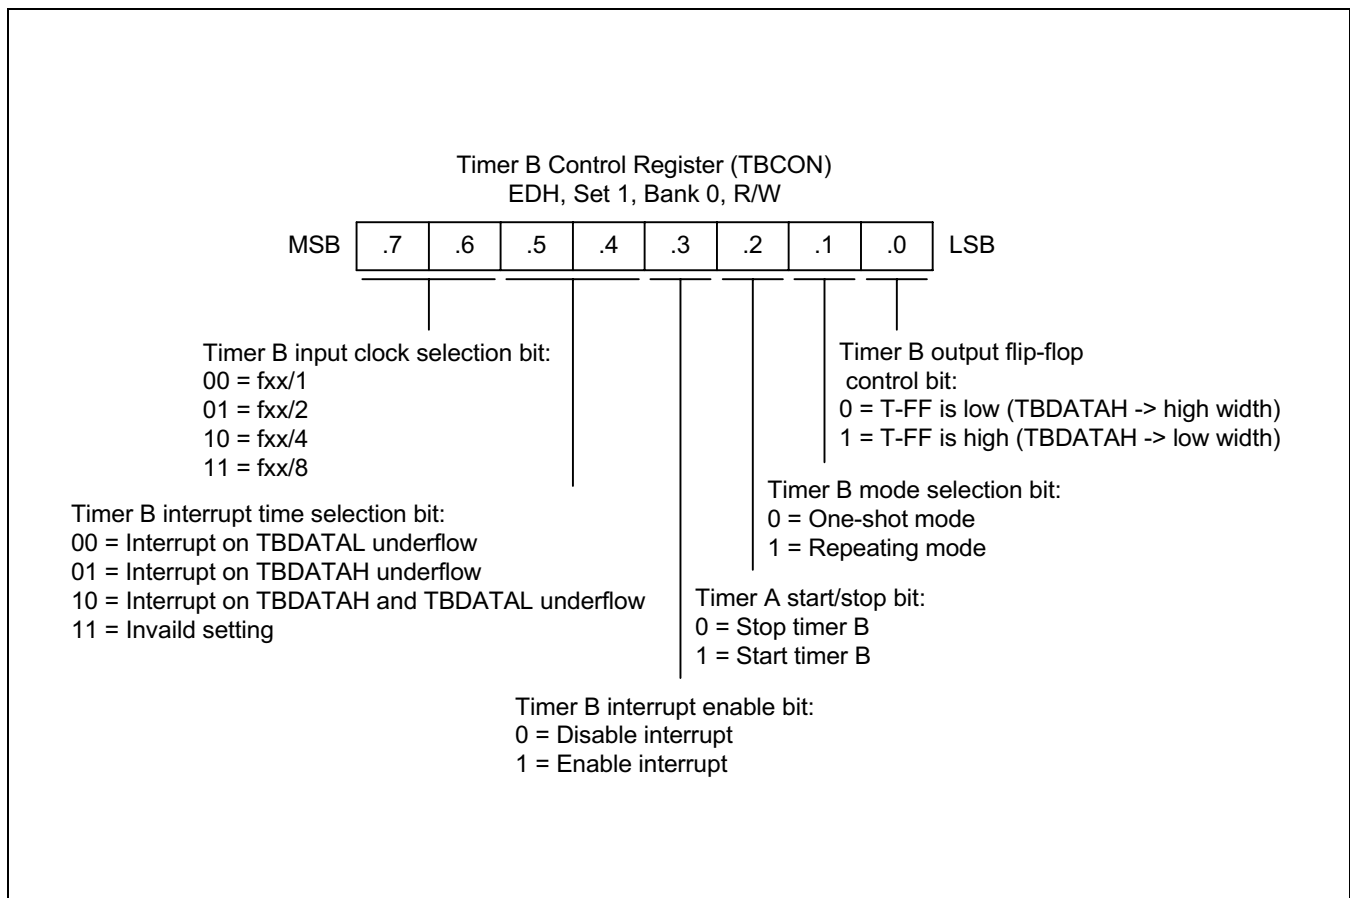 Timer B Control Register (TBCON)
EDH, Set 1, Bank 0, R/W
MSB .7 .6 .5 .4 .3 .2 .1 .0 LSB
Timer B input clock selection bit:
00 = fxx/1
01 = fxx/2
10 = fxx/4
11 = fxx/8
Timer B output flip-flop
control bit:
0 = T-FF is low (TBDATAH -> high width)
1 = T-FF is high (TBDATAH -> low width)
Timer B interrupt time selection bit:
00 = Interrupt on TBDATAL underflow
01 = Interrupt on TBDATAH underflow
10 = Interrupt on TBDATAH and TBDATAL underflow
11 = Invaild setting
Timer B mode selection bit:
0 = One-shot mode
1 = Repeating mode
Timer A start/stop bit:
0 = Stop timer B
1 = Start timer B
Timer B interrupt enable bit:
0 = Disable interrupt
1 = Enable interrupt